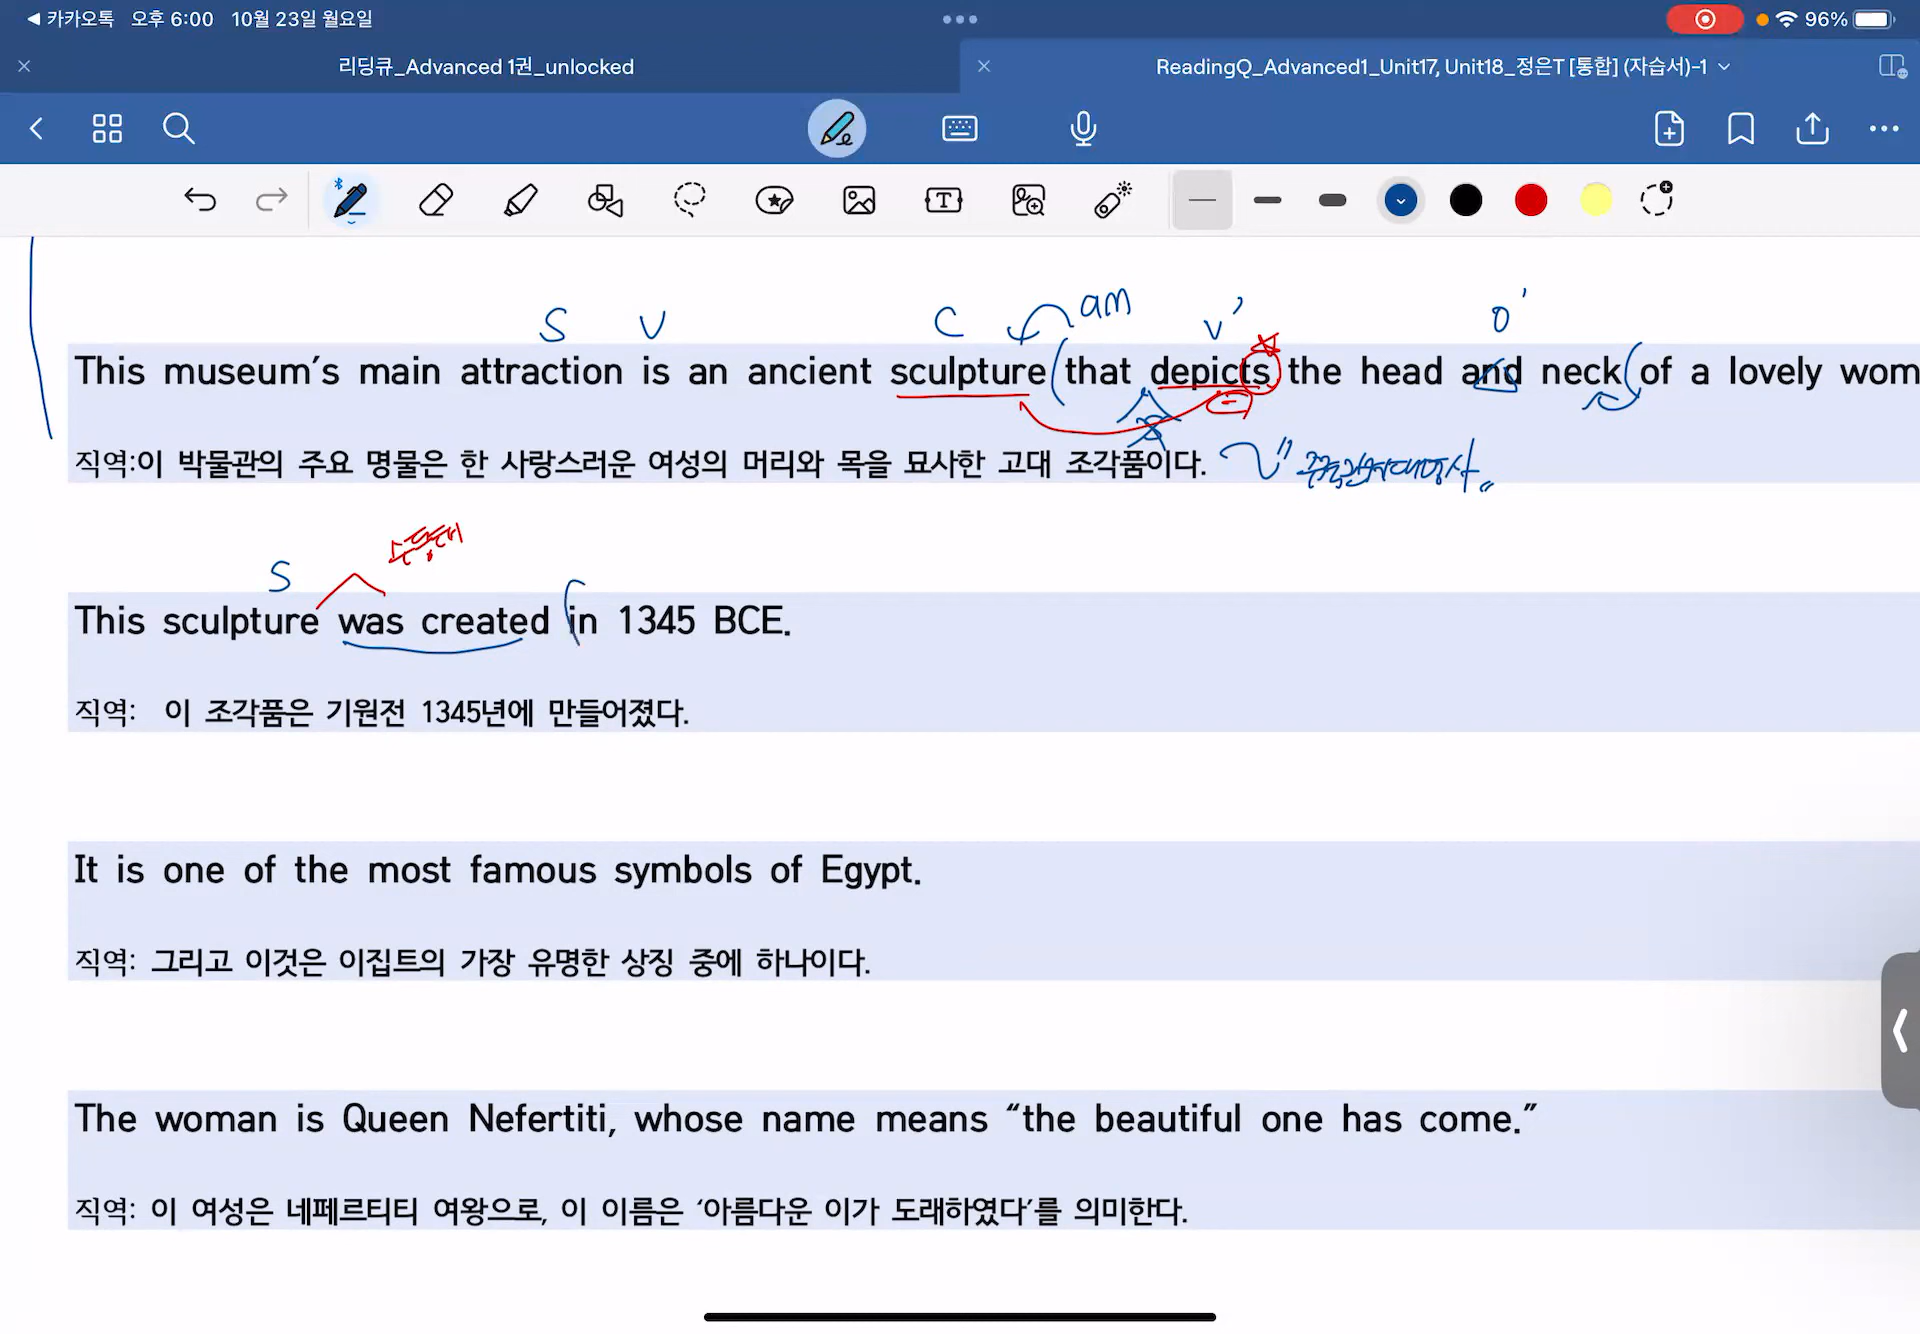 카카오톡 오후 6:00 10월 23일 월요일 96%
리딩큐_Advanced 1권_unlocked
ReadingQ_Advanced1_Unit17, Unit18_정은T [통합] (자습서)-1
S V C am v' o'
This museum's main attraction is an ancient sculpture (that depicts the head and neck (of a lovely wom
직역:이 박물관의 주요 명물은 한 사랑스러운 여성의 머리와 목을 묘사한 고대 조각품이다.
수동태
S
This sculpture was created (in 1345 BCE.
직역: 이 조각품은 기원전 1345년에 만들어졌다.
It is one of the most famous symbols of Egypt.
직역: 그리고 이것은 이집트의 가장 유명한 상징 중에 하나이다.
The woman is Queen Nefertiti, whose name means “the beautiful one has come.”
직역: 이 여성은 네페르티티 여왕으로, 이 이름은 ‘아름다운 이가 도래하였다’를 의미한다.